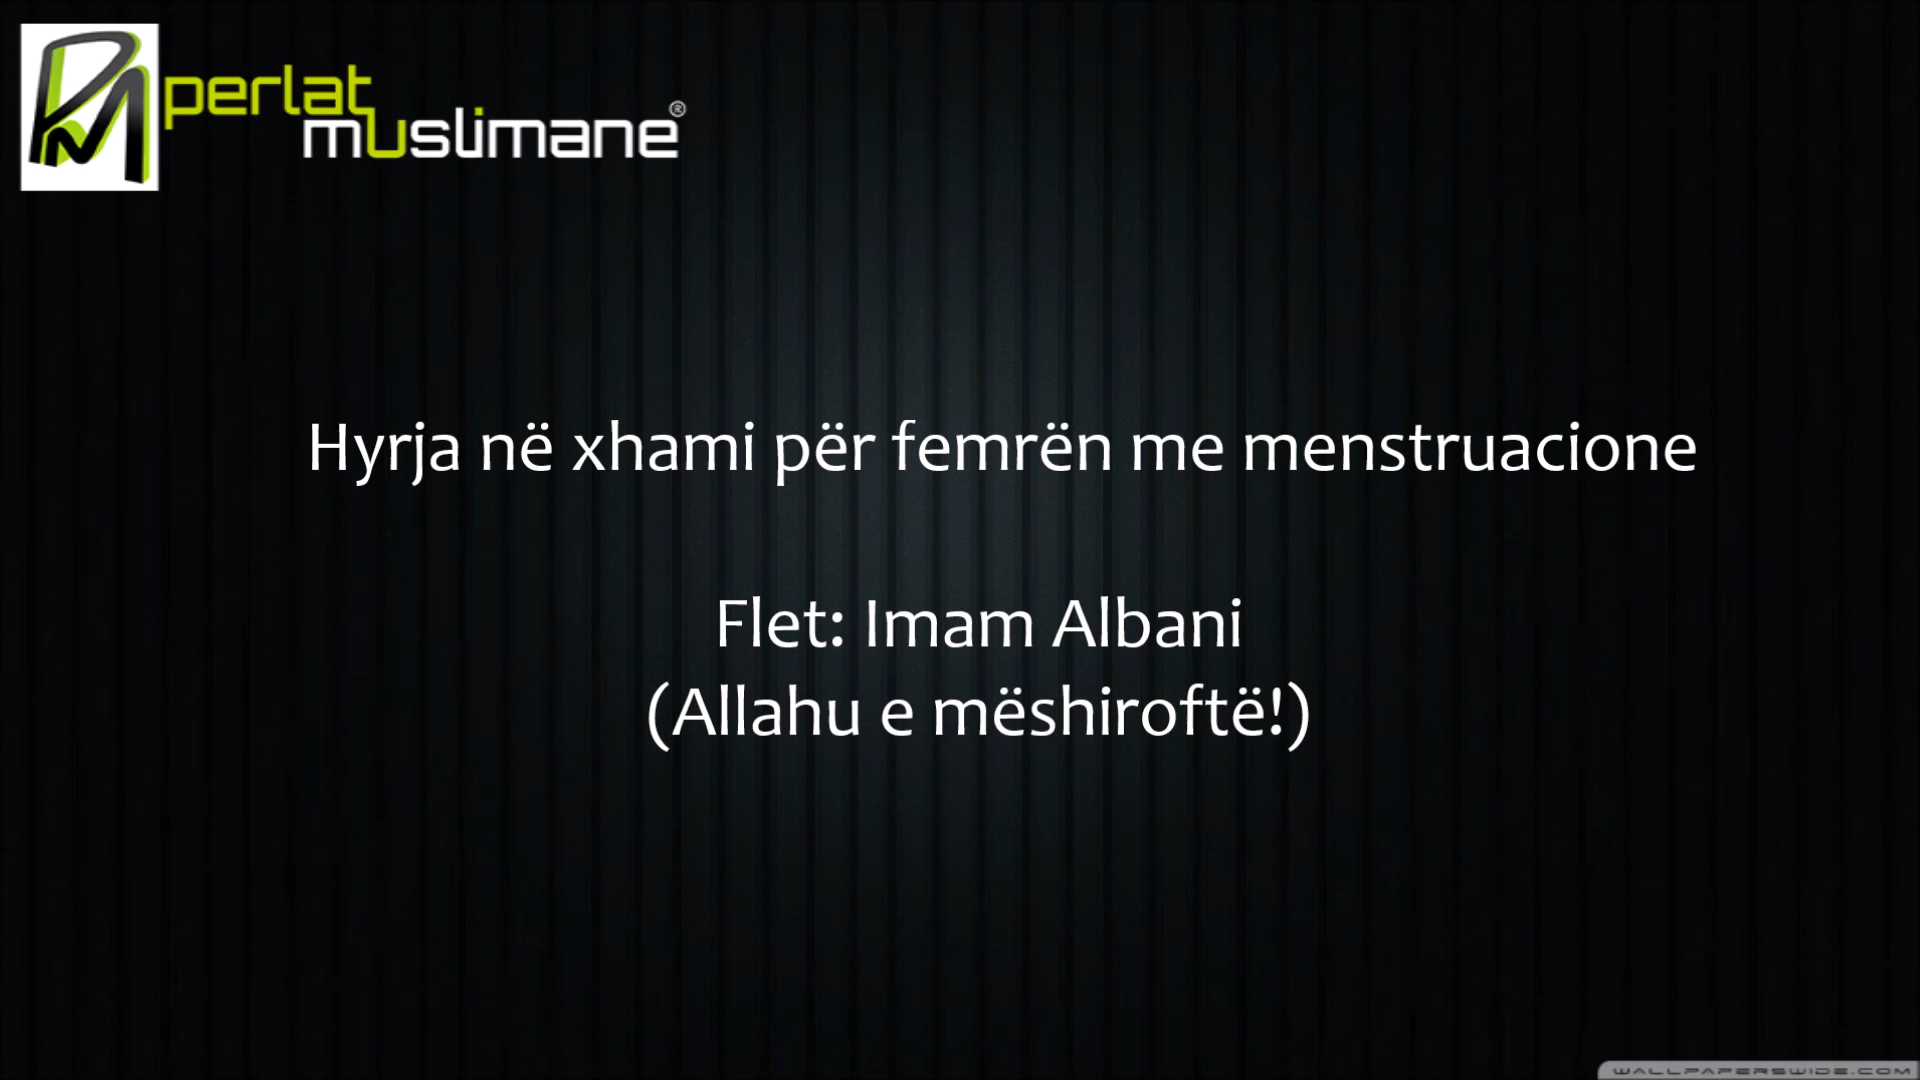 perlat
muslimane®
Hyrja në xhami për femrën me menstruacione
Flet: Imam Albani
(Allahu e mëshiroftë!)
WALLPAPERSWIDE.COM